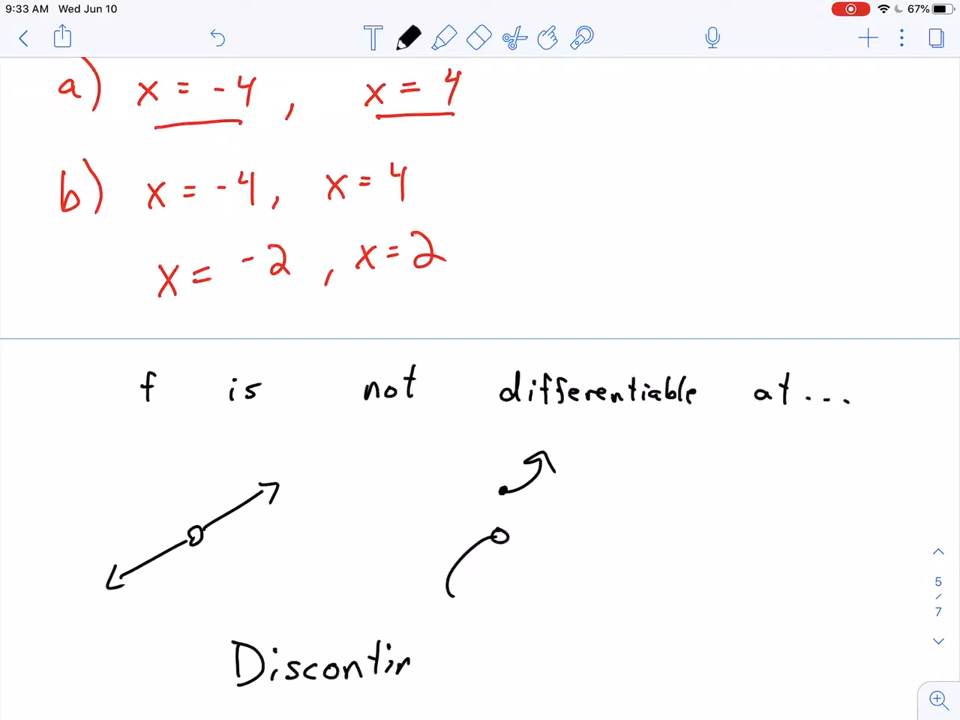 9:33 AM Wed Jun 10
67%
T
a) x = -4, x = 4
b) x = -4, x = 4
x = -2, x = 2
f is not differentiable at...
5
/
7
Discontin